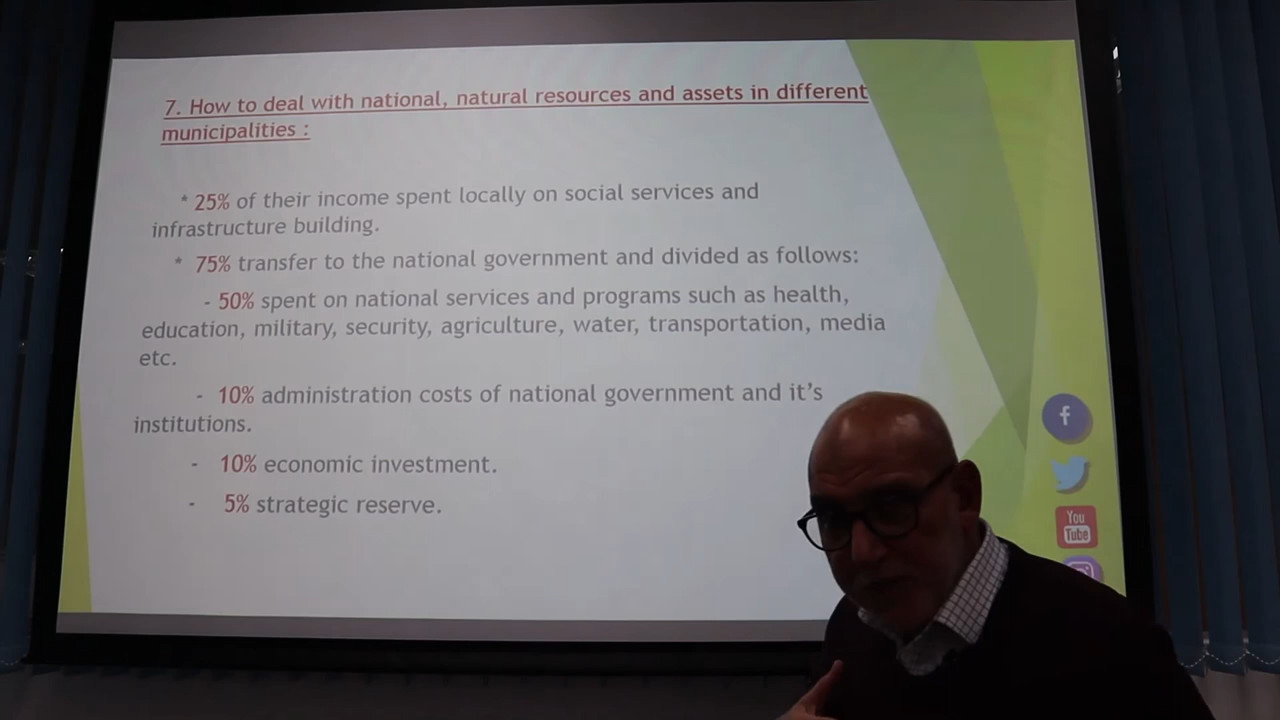 7. How to deal with national, natural resources and assets in different
municipalities :
* 25% of their income spent locally on social services and
infrastructure building.
* 75% transfer to the national government and divided as follows:
- 50% spent on national services and programs such as health,
education, military, security, agriculture, water, transportation, media
etc.
- 10% administration costs of national government and it's
institutions.
- 10% economic investment.
- 5% strategic reserve.
f
You
Tube